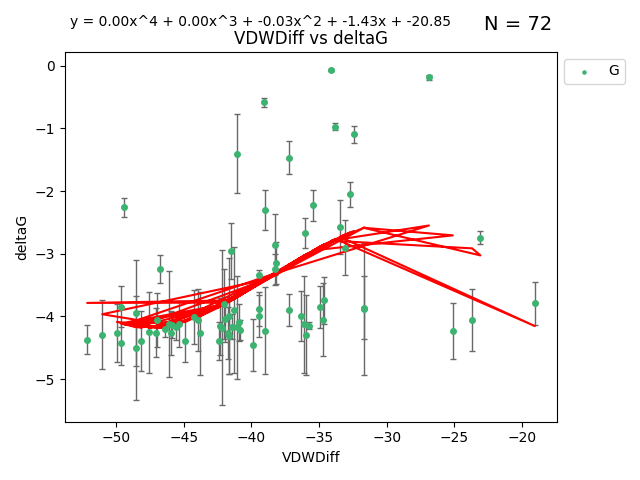 y = 0.00x^4 + 0.00x^3 + -0.03x^2 + -1.43x + -20.85
N = 72
VDWDiff vs deltaG
G
0
−1
−2
−3
−4
−5
deltaG
−50 −45 −40 −35 −30 −25 −20
VDWDiff